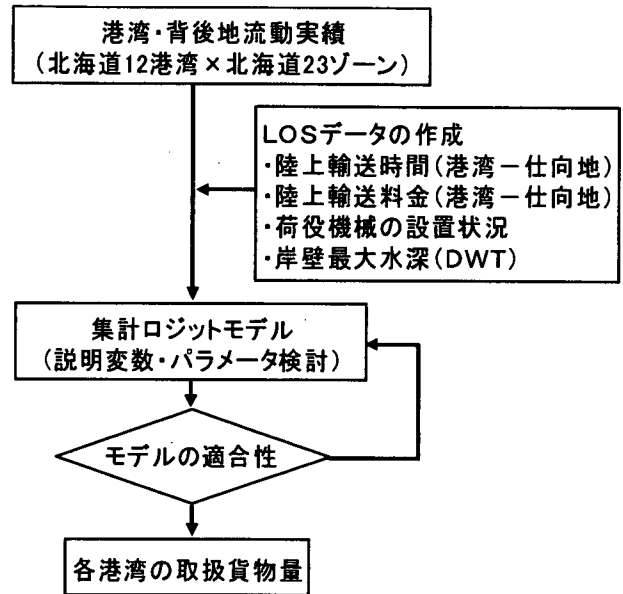 港湾・背後地流動実績
(北海道12港湾×北海道23ゾーン)
LOSデータの作成
・陸上輸送時間(港湾－仕向地)
・陸上輸送料金(港湾－仕向地)
・荷役機械の設置状況
・岸壁最大水深(DWT)
集計ロジットモデル
(説明変数・パラメータ検討)
モデルの適合性
各港湾の取扱貨物量